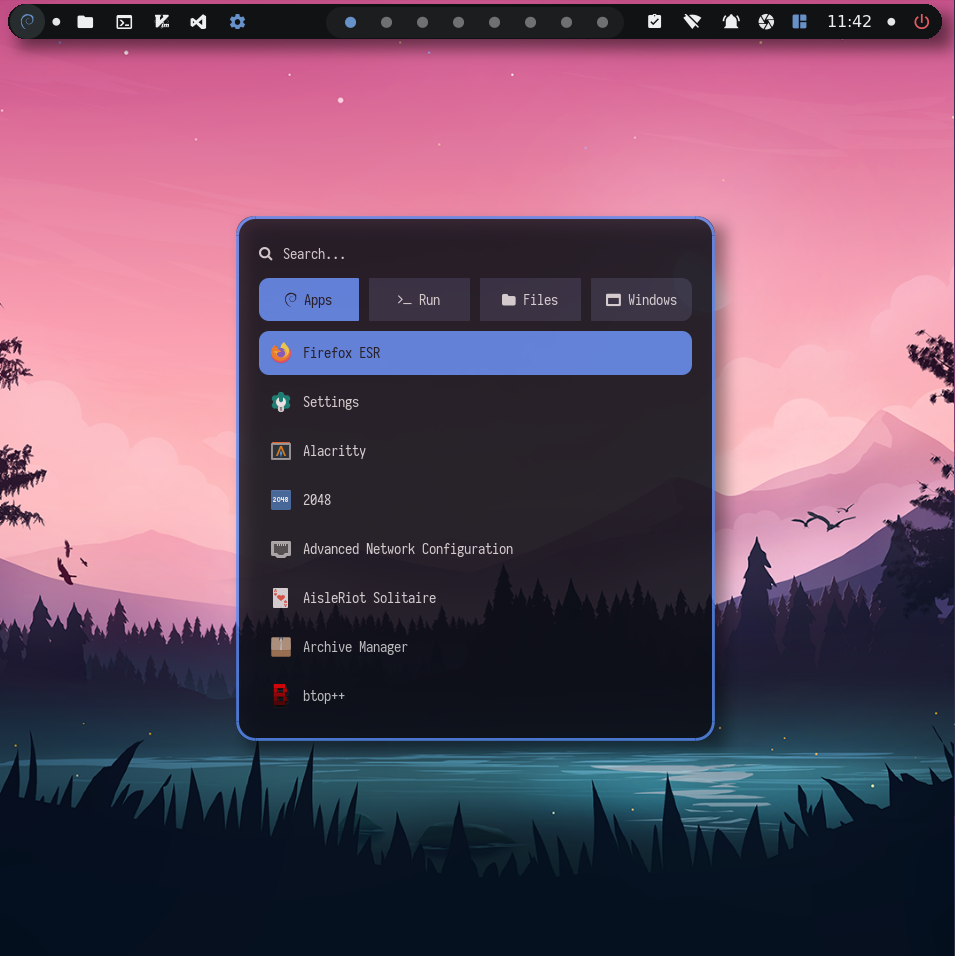 11:42
Search...
Apps
Run
Files
Windows
Firefox ESR
Settings
Alacritty
2048
2048
Advanced Network Configuration
AisleRiot Solitaire
Archive Manager
btop++